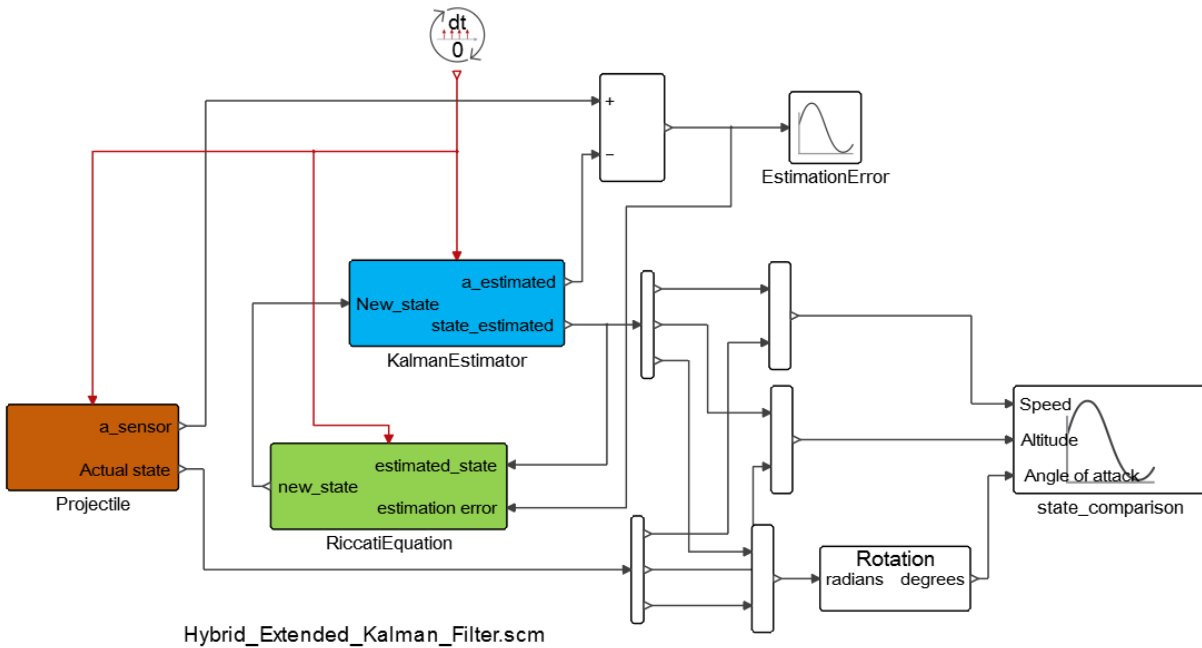 dt
0
+
−
EstimationError
a_estimated
New_state
state_estimated
KalmanEstimator
a_sensor
Actual state
Projectile
estimated_state
new_state
estimation error
RiccatiEquation
Speed
Altitude
Angle of attack
state_comparison
Rotation
radians degrees
Hybrid_Extended_Kalman_Filter.scm